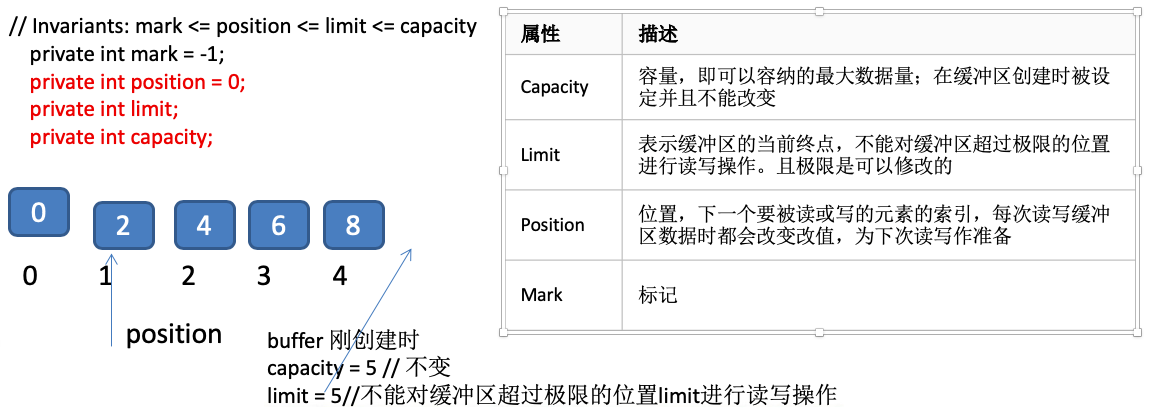 // Invariants: mark <= position <= limit <= capacity
private int mark = -1;
private int position = 0;
private int limit;
private int capacity;
0 2 4 6 8
0 1 2 3 4
position
buffer 刚创建时
capacity = 5 // 不变
limit = 5//不能对缓冲区超过极限的位置limit进行读写操作
属性 描述
Capacity
容量，即可以容纳的最大数据量；在缓冲区创建时被设
定并且不能改变
Limit
表示缓冲区的当前终点，不能对缓冲区超过极限的位置
进行读写操作。且极限是可以修改的
Position
位置，下一个要被读或写的元素的索引，每次读写缓冲
区数据时都会改变改值，为下次读写作准备
Mark 标记